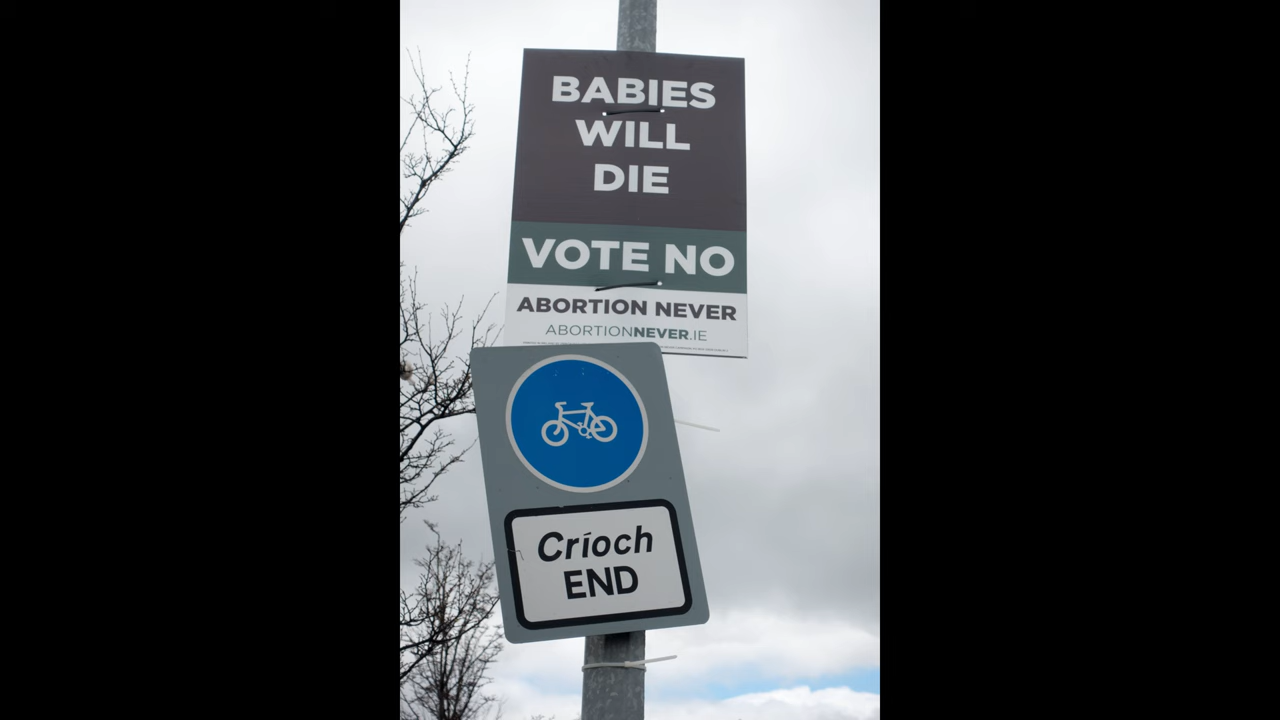 BABIES
WILL
DIE
VOTE NO
ABORTION NEVER
ABORTIONNEVER.IE
Críoch
END